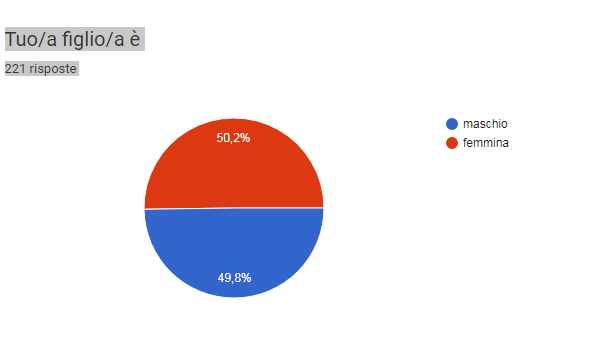 Tuo/a figlio/a è
221 risposte
50,2%
49,8%
maschio
femmina